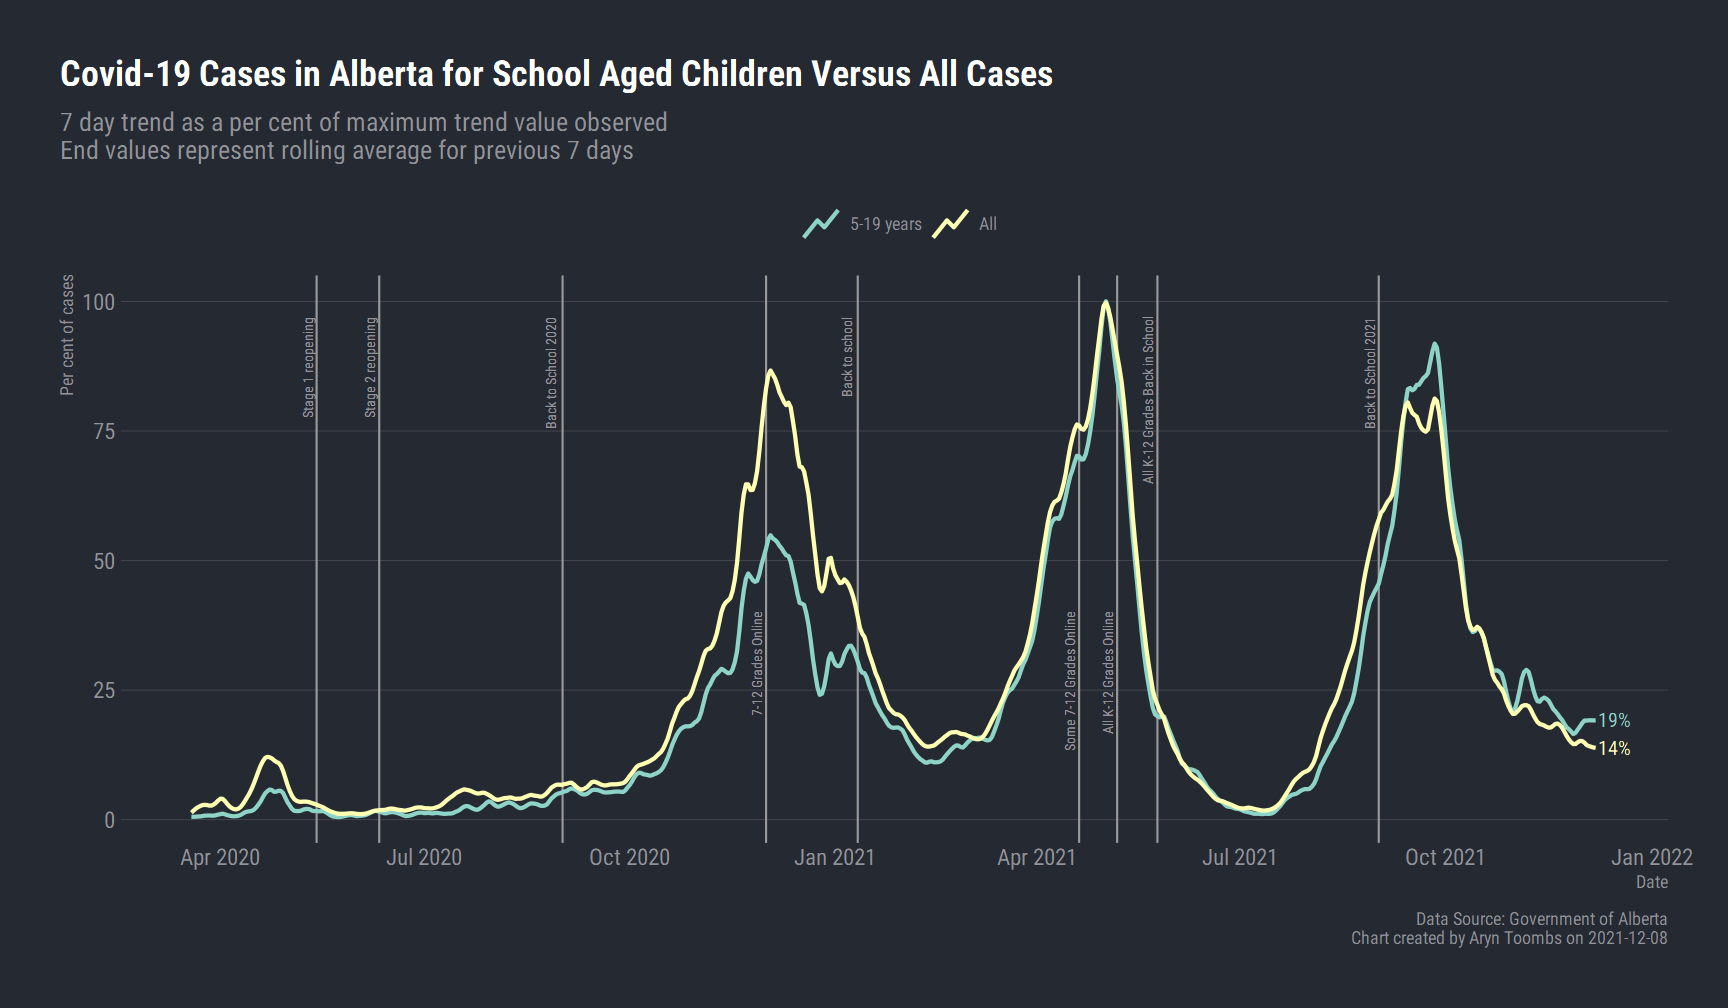 Covid-19 Cases in Alberta for School Aged Children Versus All Cases
7 day trend as a per cent of maximum trend value observed
End values represent rolling average for previous 7 days
5-19 years
All
Per cent of cases
100
75
50
25
0
Stage 1 reopening
Stage 2 reopening
Back to School 2020
7-12 Grades Online
Back to school
Some 7-12 Grades Online
All K-12 Grades Online
All K-12 Grades Back in School
Back to School 2021
19%
14%
Apr 2020
Jul 2020
Oct 2020
Jan 2021
Apr 2021
Jul 2021
Oct 2021
Jan 2022
Date
Data Source: Government of Alberta
Chart created by Aryn Toombs on 2021-12-08